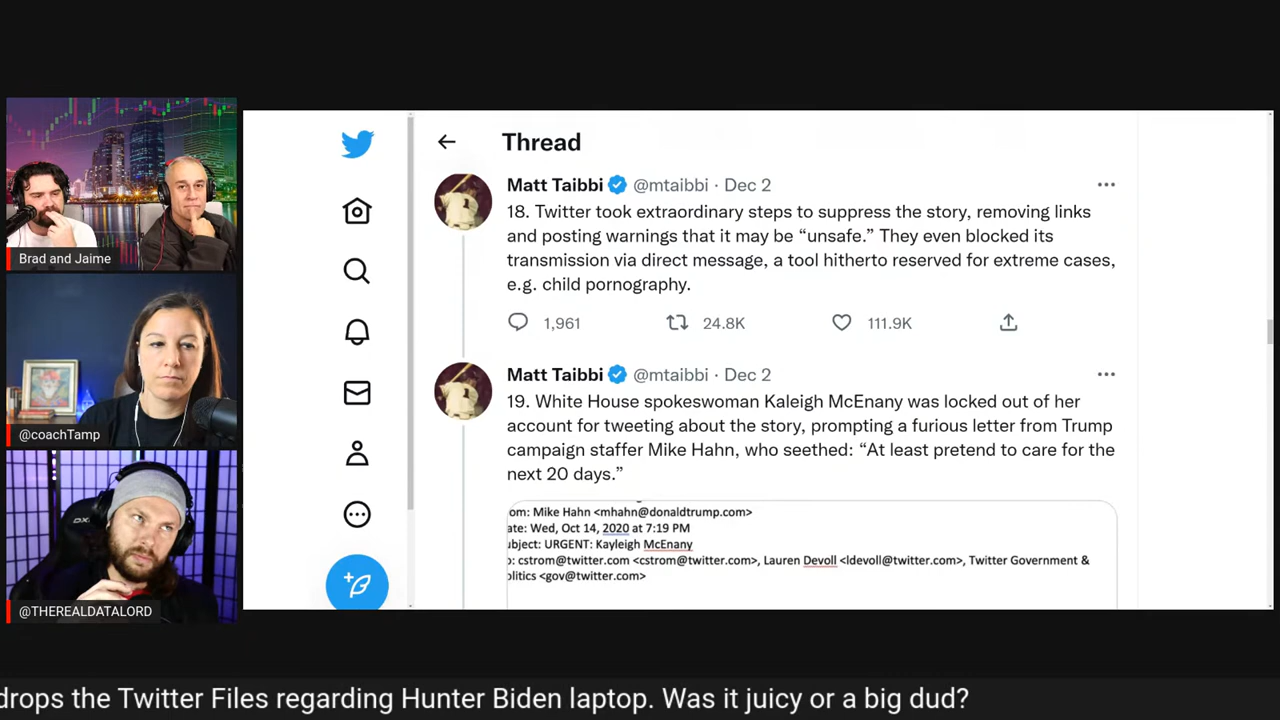 Thread
Matt Taibbi @mtaibbi · Dec 2
18. Twitter took extraordinary steps to suppress the story, removing links
and posting warnings that it may be “unsafe.” They even blocked its
transmission via direct message, a tool hitherto reserved for extreme cases,
e.g. child pornography.
1,961 24.8K 111.9K
Matt Taibbi @mtaibbi · Dec 2
19. White House spokeswoman Kaleigh McEnany was locked out of her
account for tweeting about the story, prompting a furious letter from Trump
campaign staffer Mike Hahn, who seethed: “At least pretend to care for the
next 20 days.”
om: Mike Hahn <mhahn@donaldtrump.com>
ate: Wed, Oct 14, 2020 at 7:19 PM
ubject: URGENT: Kayleigh McEnany
o: cstrom@twitter.com <cstrom@twitter.com>, Lauren Devoll <ldevoll@twitter.com>, Twitter Government &
olitics <gov@twitter.com>
Brad and Jaime
@coachTamp
@THEREALDATALORD
drops the Twitter Files regarding Hunter Biden laptop. Was it juicy or a big dud?